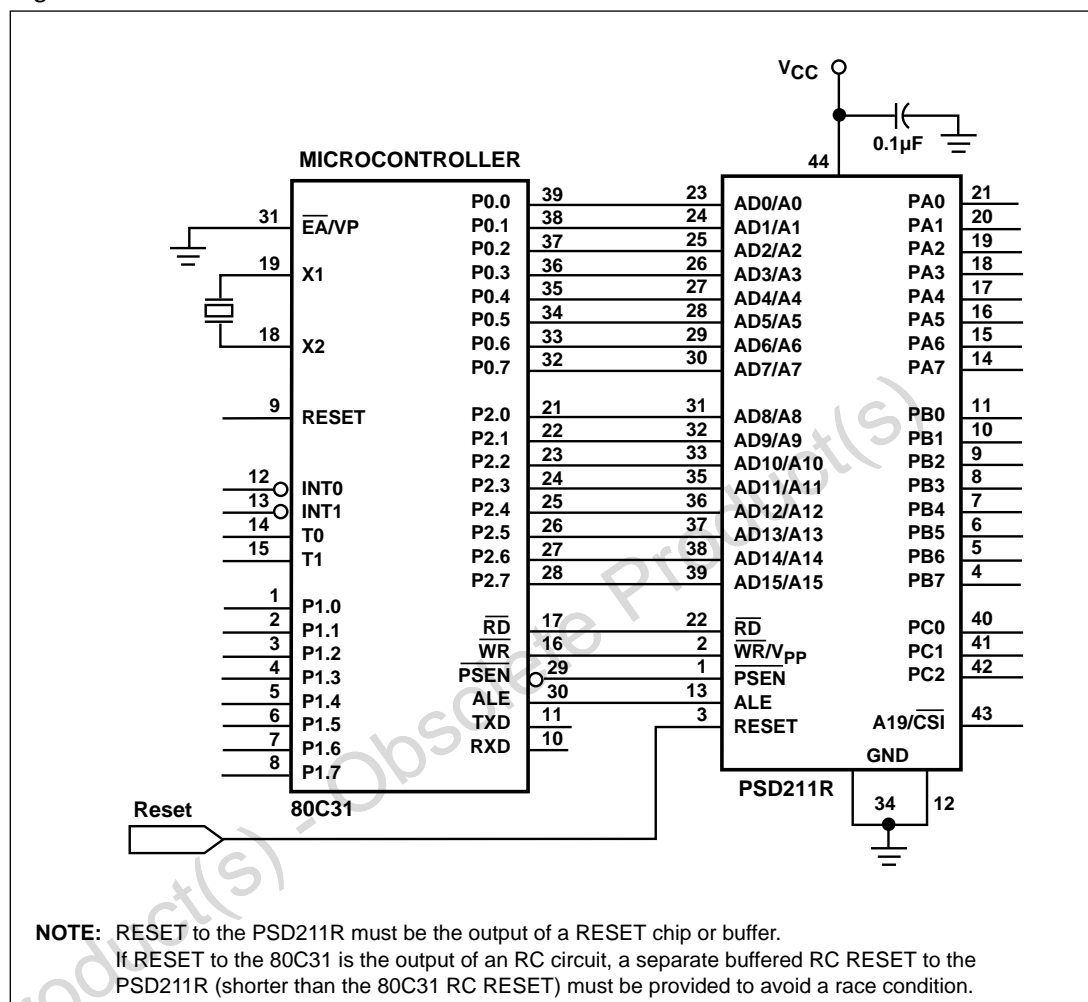 VCC
0.1µF
44
MICROCONTROLLER
31 EA/VP
19 X1
18 X2
9 RESET
12 INT0
13 INT1
14 T0
15 T1
1 P1.0
2 P1.1
3 P1.2
4 P1.3
5 P1.4
6 P1.5
7 P1.6
8 P1.7
P0.0 39
P0.1 38
P0.2 37
P0.3 36
P0.4 35
P0.5 34
P0.6 33
P0.7 32
P2.0 21
P2.1 22
P2.2 23
P2.3 24
P2.4 25
P2.5 26
P2.6 27
P2.7 28
RD 17
WR 16
PSEN 29
ALE 30
TXD 11
RXD 10
80C31
23 AD0/A0
24 AD1/A1
25 AD2/A2
26 AD3/A3
27 AD4/A4
28 AD5/A5
29 AD6/A6
30 AD7/A7
31 AD8/A8
32 AD9/A9
33 AD10/A10
35 AD11/A11
36 AD12/A12
37 AD13/A13
38 AD14/A14
39 AD15/A15
22 RD
2 WR/VPP
1 PSEN
13 ALE
3 RESET
PA0 21
PA1 20
PA2 19
PA3 18
PA4 17
PA5 16
PA6 15
PA7 14
PB0 11
PB1 10
PB2 9
PB3 8
PB4 7
PB5 6
PB6 5
PB7 4
PC0 40
PC1 41
PC2 42
A19/CSI 43
GND
PSD211R
34 12
Reset
NOTE: RESET to the PSD211R must be the output of a RESET chip or buffer.
If RESET to the 80C31 is the output of an RC circuit, a separate buffered RC RESET to the
PSD211R (shorter than the 80C31 RC RESET) must be provided to avoid a race condition.
Product(s) - Obsolete Product(s)